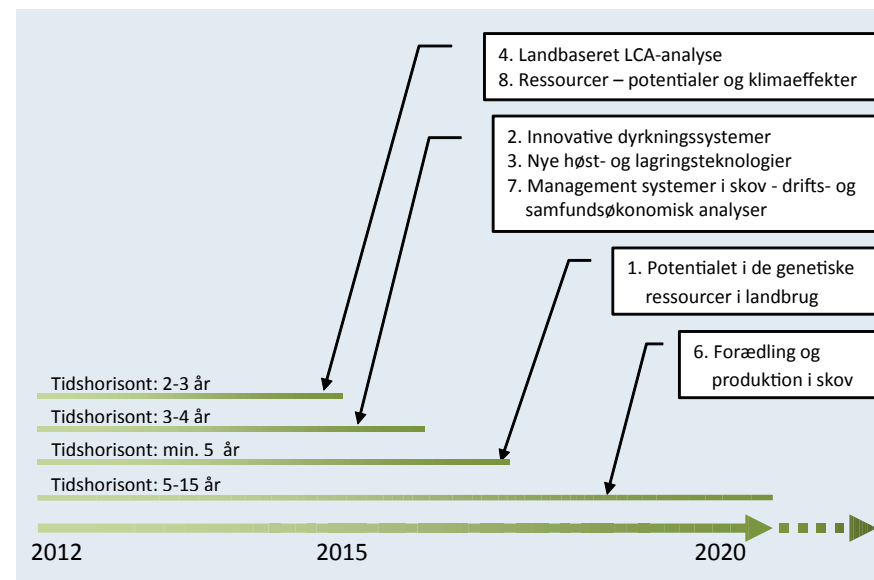 4. Landbaseret LCA-analyse
8. Ressourcer – potentialer og klimaeffekter
2. Innovative dyrkningssystemer
3. Nye høst- og lagringsteknologier
7. Management systemer i skov - drifts- og
samfundsøkonomisk analyser
1. Potentialet i de genetiske
ressourcer i landbrug
6. Forædling og
produktion i skov
Tidshorisont: 2-3 år
Tidshorisont: 3-4 år
Tidshorisont: min. 5 år
Tidshorisont: 5-15 år
2012 2015 2020